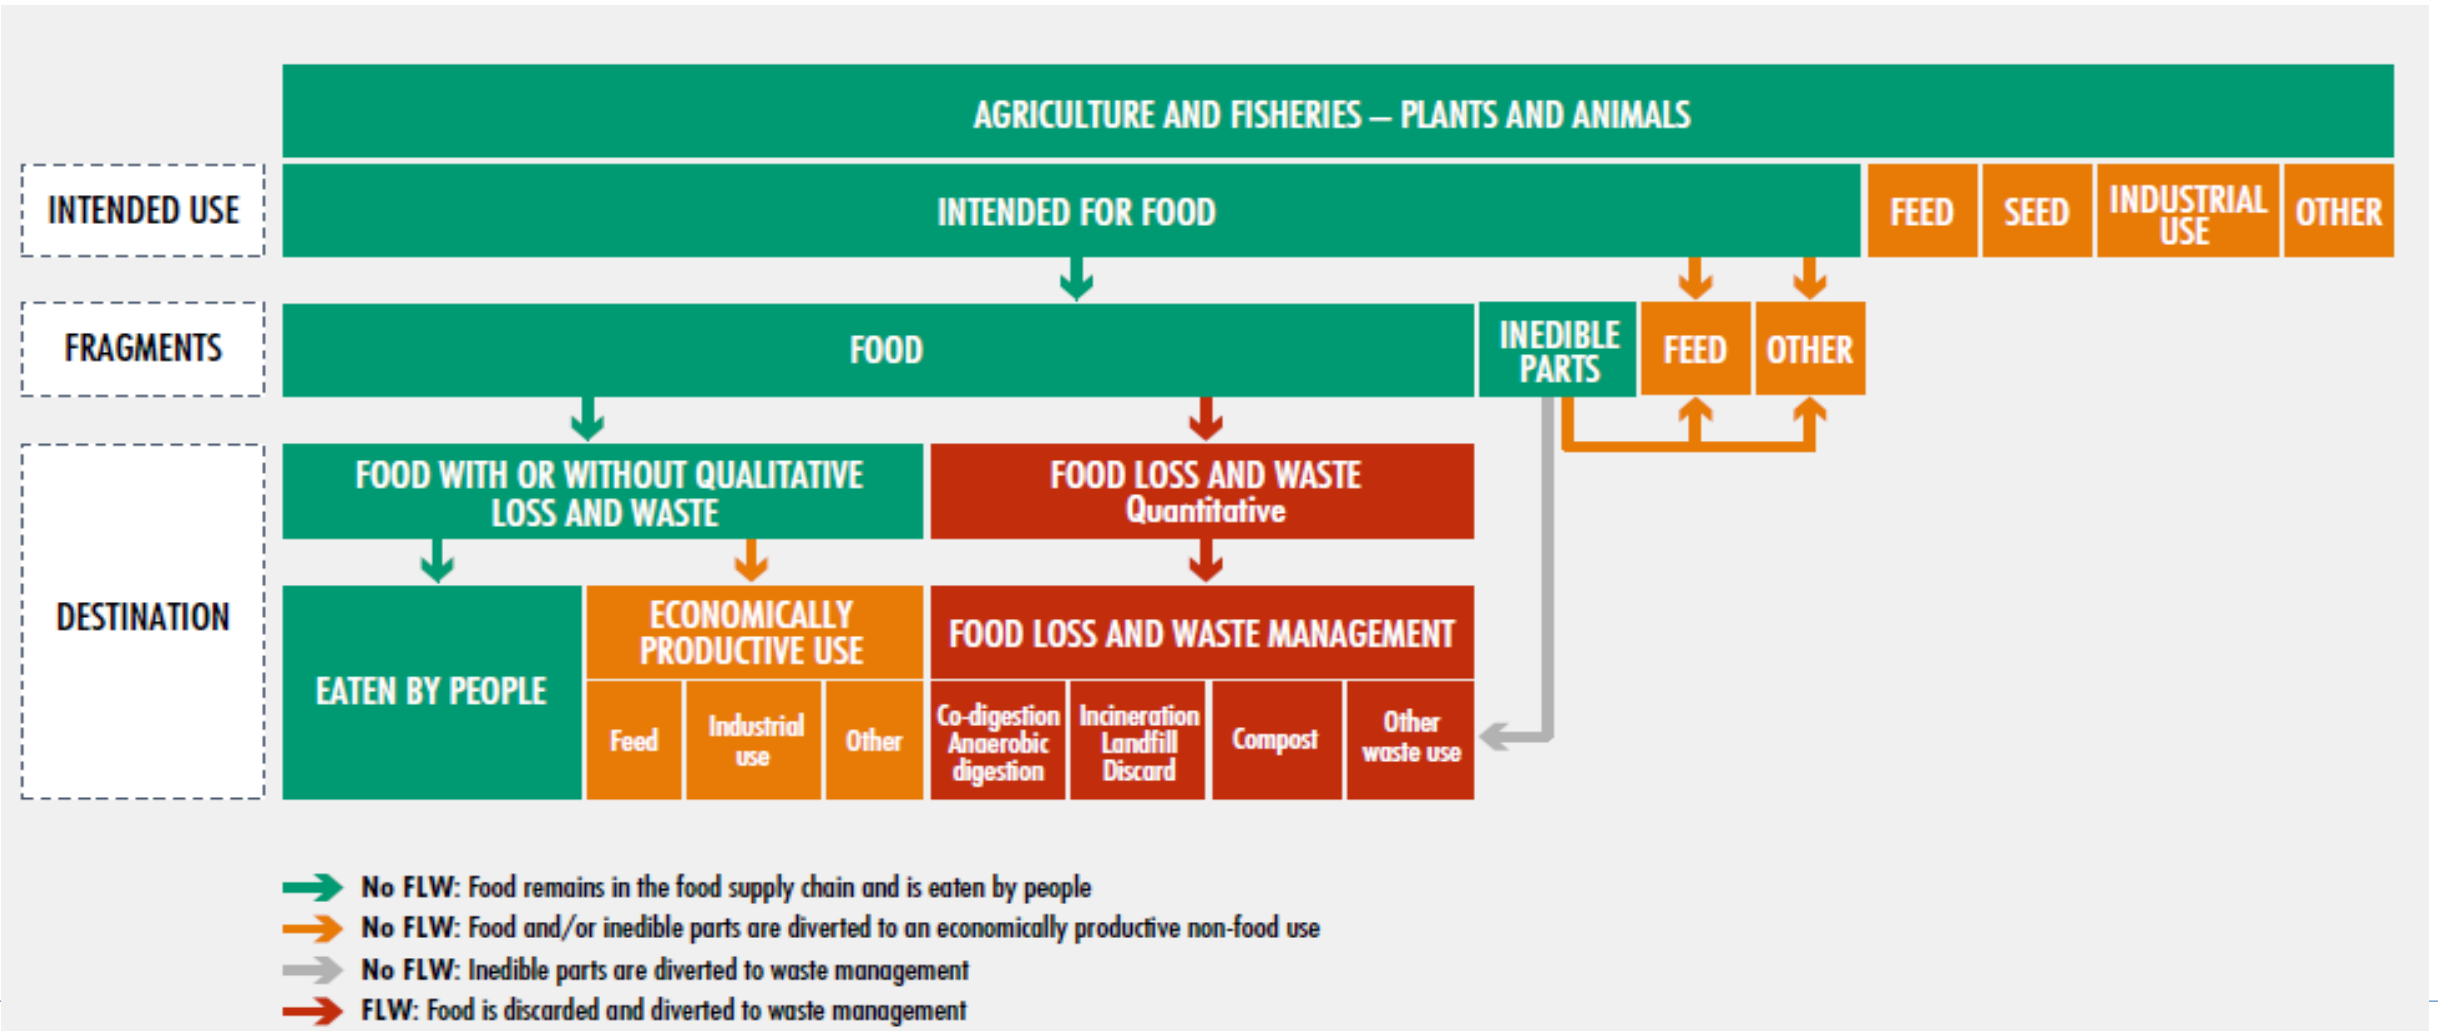 AGRICULTURE AND FISHERIES – PLANTS AND ANIMALS
INTENDED USE
INTENDED FOR FOOD
FEED
SEED
INDUSTRIAL
USE
OTHER
FRAGMENTS
FOOD
INEDIBLE
PARTS
FEED
OTHER
DESTINATION
FOOD WITH OR WITHOUT QUALITATIVE
LOSS AND WASTE
FOOD LOSS AND WASTE
Quantitative
EATEN BY PEOPLE
ECONOMICALLY
PRODUCTIVE USE
Feed
Industrial
use
Other
FOOD LOSS AND WASTE MANAGEMENT
Co-digestion
Anaerobic
digestion
Incineration
Landfill
Discard
Compost
Other
waste use
No FLW: Food remains in the food supply chain and is eaten by people
No FLW: Food and/or inedible parts are diverted to an economically productive non-food use
No FLW: Inedible parts are diverted to waste management
FLW: Food is discarded and diverted to waste management